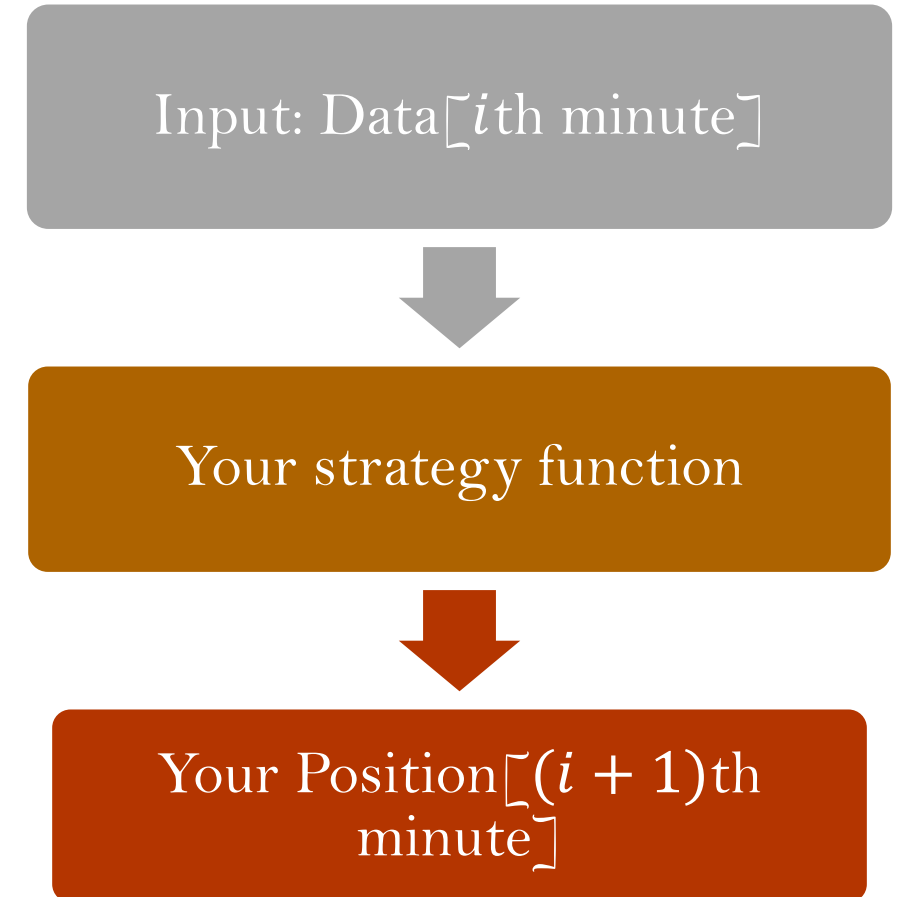 Input: Data[ith minute]
Your strategy function
Your Position[(i + 1)th
minute]